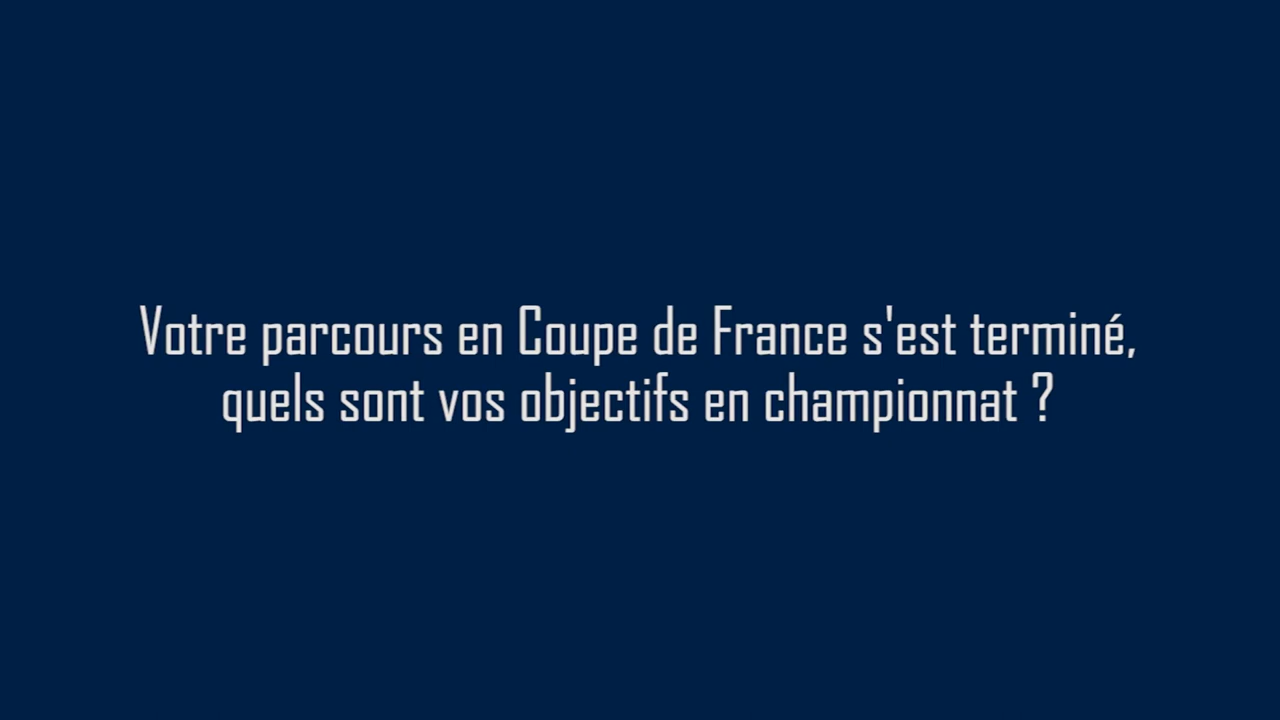 Votre parcours en Coupe de France s'est terminé,
quels sont vos objectifs en championnat ?